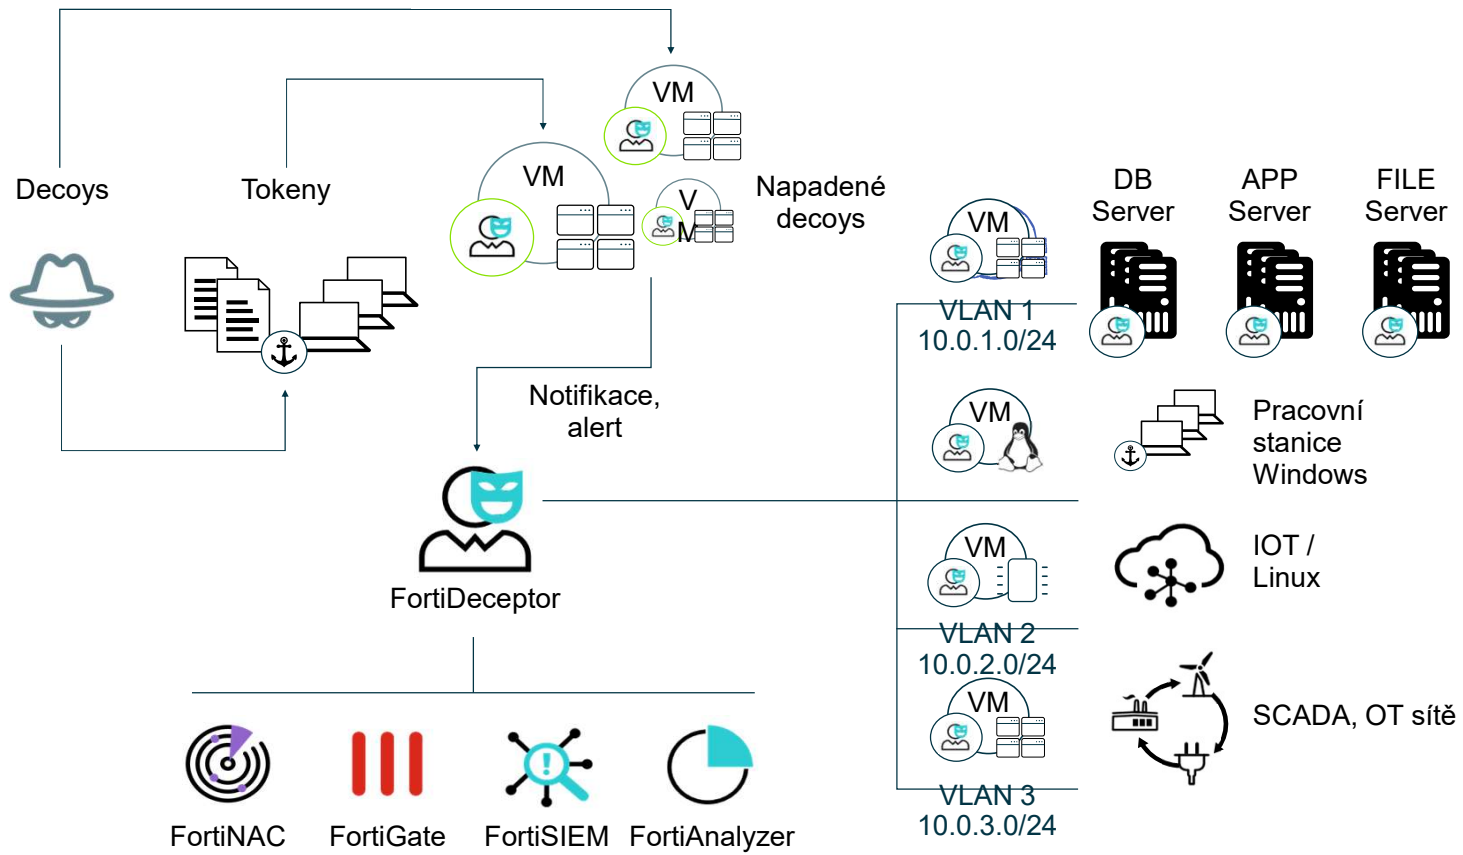 Decoys
Tokeny
VM
VM
V
M
Napadené
decoys
Notifikace,
alert
FortiDeceptor
FortiNAC
FortiGate
FortiSIEM
FortiAnalyzer
VM
VLAN 1
10.0.1.0/24
VM
VM
VLAN 2
10.0.2.0/24
VM
VLAN 3
10.0.3.0/24
DB
Server
APP
Server
FILE
Server
Pracovní
stanice
Windows
IOT /
Linux
SCADA, OT sítě